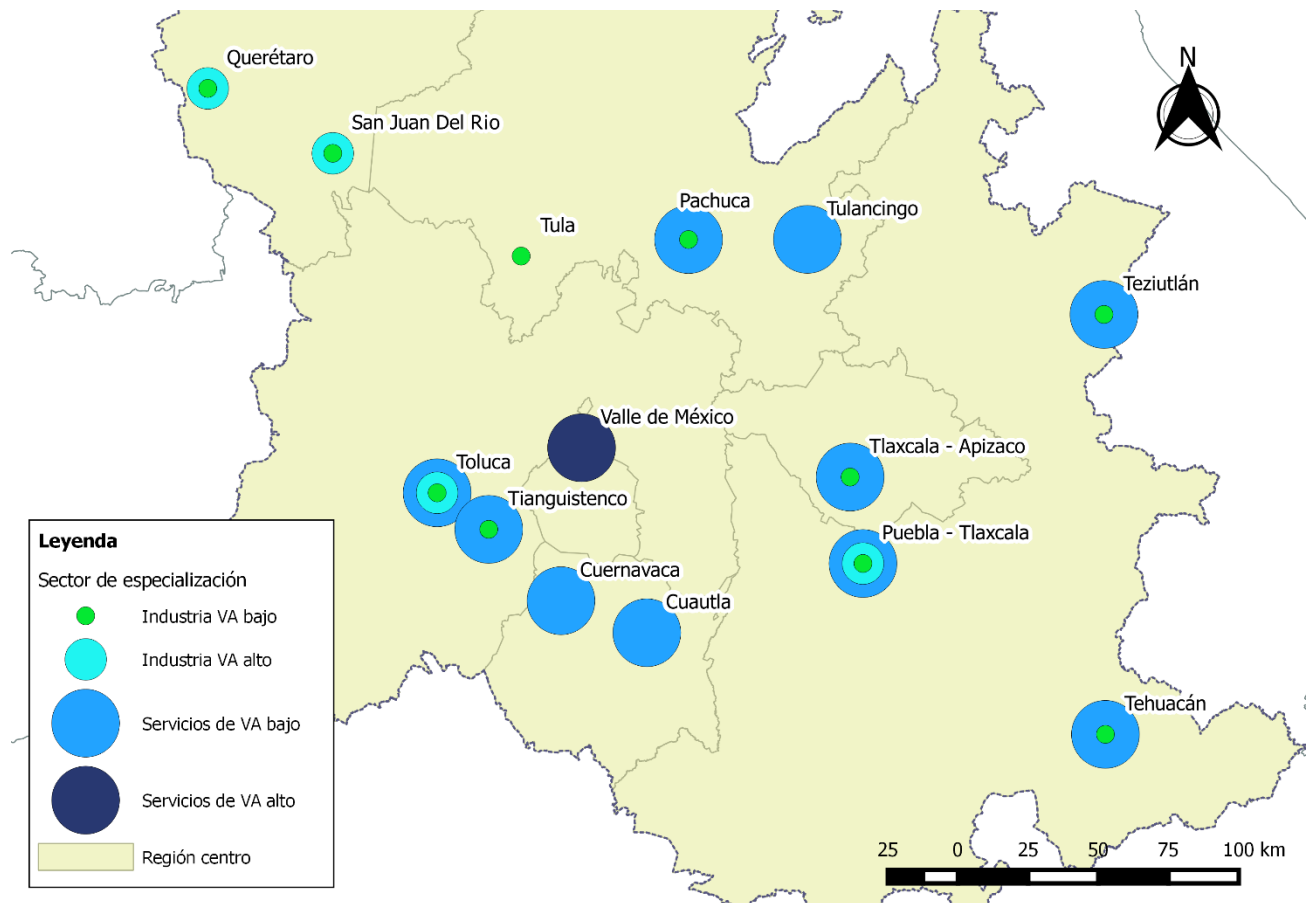 Querétaro
N
San Juan Del Rio
Pachuca
Tulancingo
Tula
Teziutlán
Valle de México
Tlaxcala - Apizaco
Toluca
Tianguistenco
Puebla - Tlaxcala
Cuernavaca
Cuautla
Tehuacán
Leyenda
Sector de especialización
Industria VA bajo
Industria VA alto
Servicios de VA bajo
Servicios de VA alto
Región centro
25 0 25 50 75 100 km